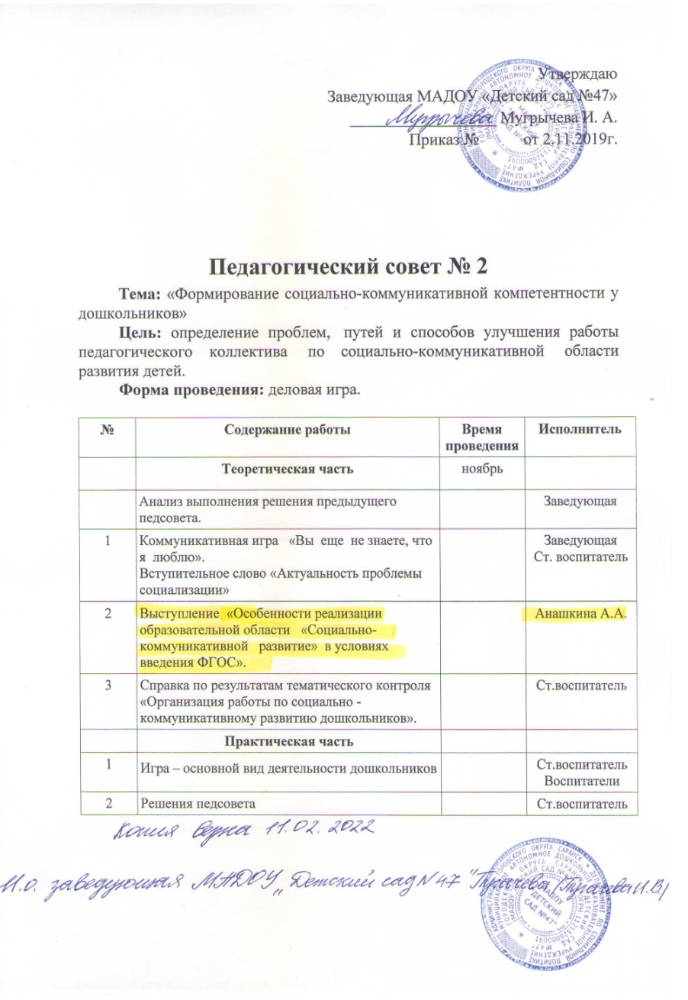 Утверждаю
Заведующая МАДОУ «Детский сад №47»
Мугрычева И. А.
Приказ № от 2.11.2019г.
Педагогический совет № 2
Тема: «Формирование социально-коммуникативной компетентности у
дошкольников»
Цель: определение проблем, путей и способов улучшения работы
педагогического коллектива по социально-коммуникативной области
развития детей.
Форма проведения: деловая игра.
№ Содержание работы Время Исполнитель
проведения
Теоретическая часть ноябрь
Анализ выполнения решения предыдущего Заведующая
педсовета.
1 Коммуникативная игра «Вы еще не знаете, что Заведующая
я люблю». Ст. воспитатель
Вступительное слово «Актуальность проблемы
социализации»
2 Выступление «Особенности реализации Анашкина А.А.
образовательной области «Социально-
коммуникативной развитие» в условиях
введения ФГОС».
3 Справка по результатам тематического контроля Ст.воспитатель
«Организация работы по социально -
коммуникативному развитию дошкольников».
Практическая часть
1 Игра – основной вид деятельности дошкольников Ст.воспитатель
Воспитатели
2 Решения педсовета Ст.воспитатель
Копия верна 11.02.2022
И.о. заведующая МАДОУ „Детский сад N47"
МАДОУ
ДЕТСКИЙ
САД №47"